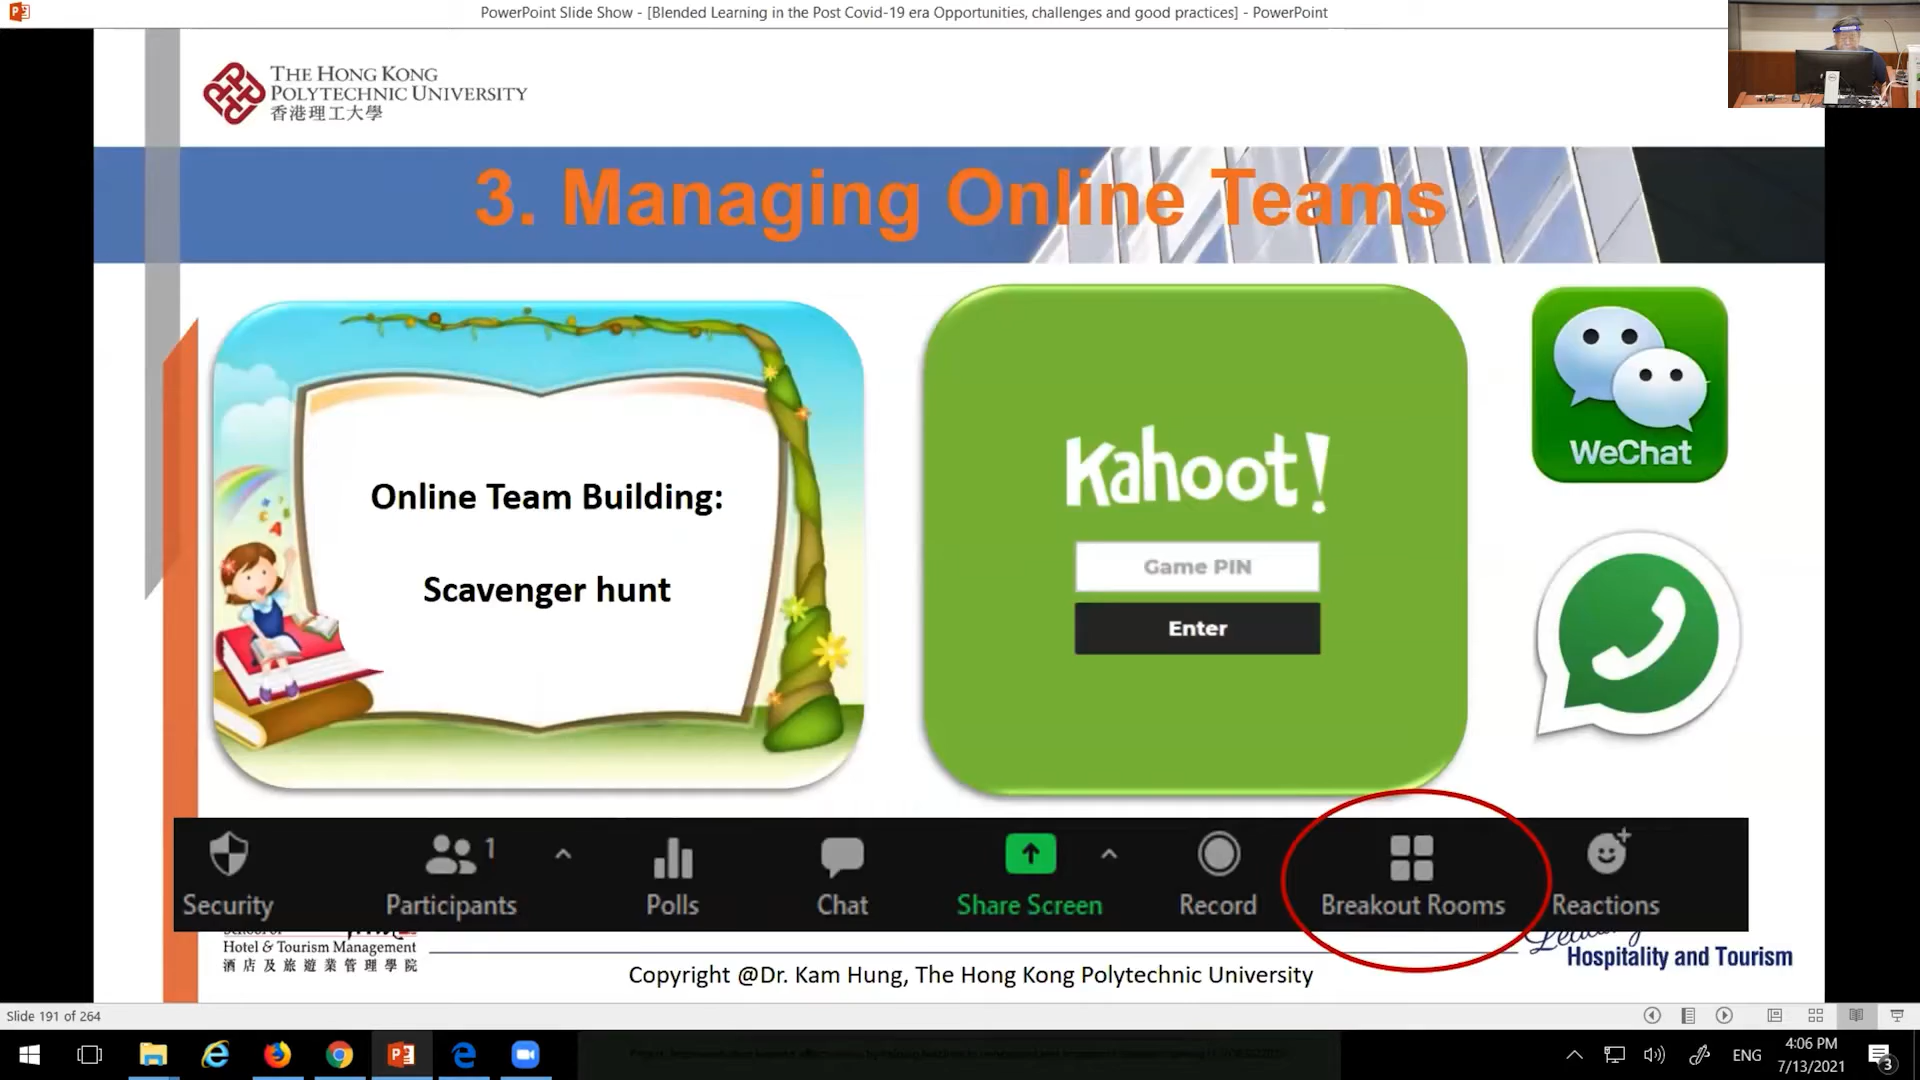 PowerPoint Slide Show - [Blended Learning in the Post Covid-19 era Opportunities, challenges and good practices] - PowerPoint
THE HONG KONG
POLYTECHNIC UNIVERSITY
香港理工大學
3. Managing Online Teams
Online Team Building:
Scavenger hunt
Kahoot!
Game PIN
Enter
WeChat
1
Security
Participants
Polls
Chat
Share Screen
Record
Breakout Rooms
Reactions
Hotel & Tourism Management
酒店及旅遊業管理學院
Hospitality and Tourism
Copyright @Dr. Kam Hung, The Hong Kong Polytechnic University
Slide 191 of 264
ENG
4:06 PM
7/13/2021
3